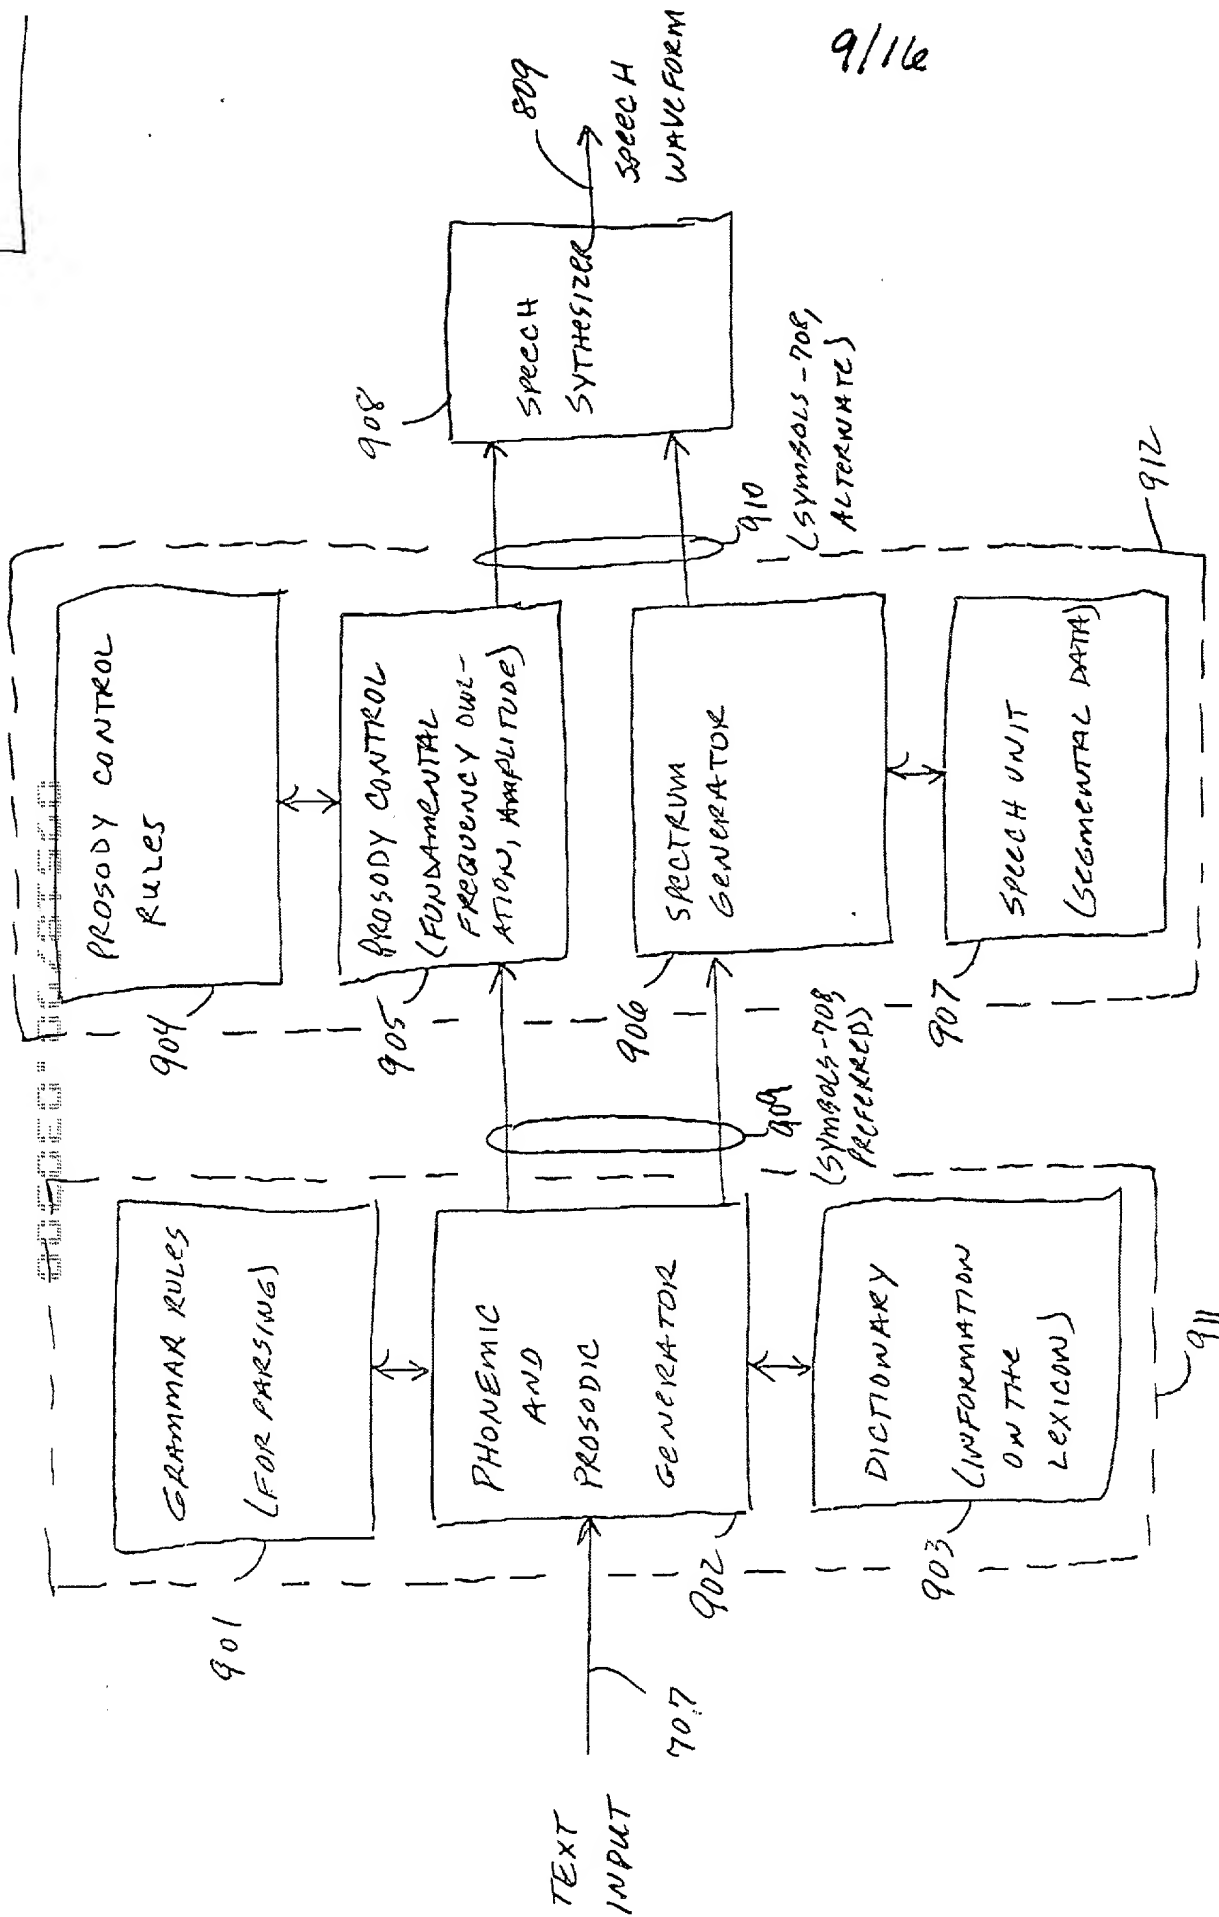 9/16
TEXT
INPUT
707
901
GRAMMAR RULES
(FOR PARSING)
902
PHONEMIC
AND
PROSODIC
GENERATOR
903
DICTIONARY
(INFORMATION
ON THE
LEXICON)
911
909
(SYMBOLS-708,
PREFERRED)
904
PROSODY CONTROL
RULES
905
PROSODY CONTROL
(FUNDAMENTAL
FREQUENCY DUR-
ATION, AMPLITUDE)
906
SPECTRUM
GENERATOR
907
SPEECH UNIT
(SEGMENTAL DATA)
912
910
(SYMBOLS-708,
ALTERNATE)
908
SPEECH
SYTHESIZER
809
SPEECH
WAVEFORM